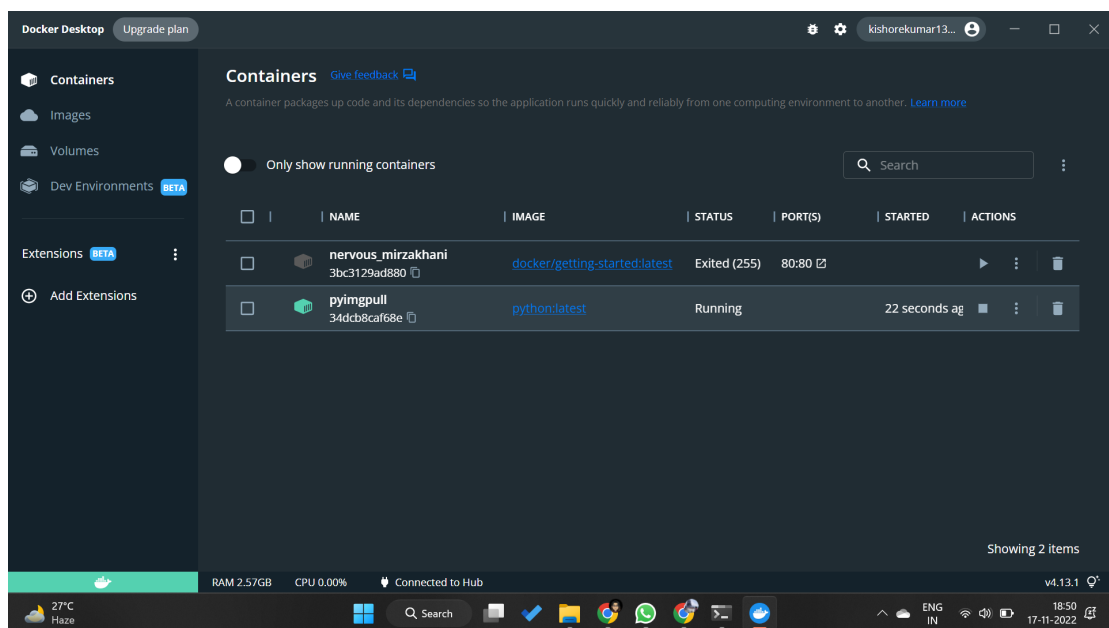 Docker Desktop Upgrade plan kishorekumar13...
Containers
Images
Volumes
Dev Environments BETA
Extensions BETA
Add Extensions
Containers Give feedback
A container packages up code and its dependencies so the application runs quickly and reliably from one computing environment to another. Learn more
Only show running containers Search
NAME IMAGE STATUS PORT(S) STARTED ACTIONS
nervous_mirzakhani
3bc3129ad880
docker/getting-started:latest Exited (255) 80:80
pyimgpull
34dcb8caf68e
python:latest Running 22 seconds ag
Showing 2 items
RAM 2.57GB CPU 0.00% Connected to Hub v4.13.1
27°C
Haze
Search
ENG
IN
18:50
17-11-2022